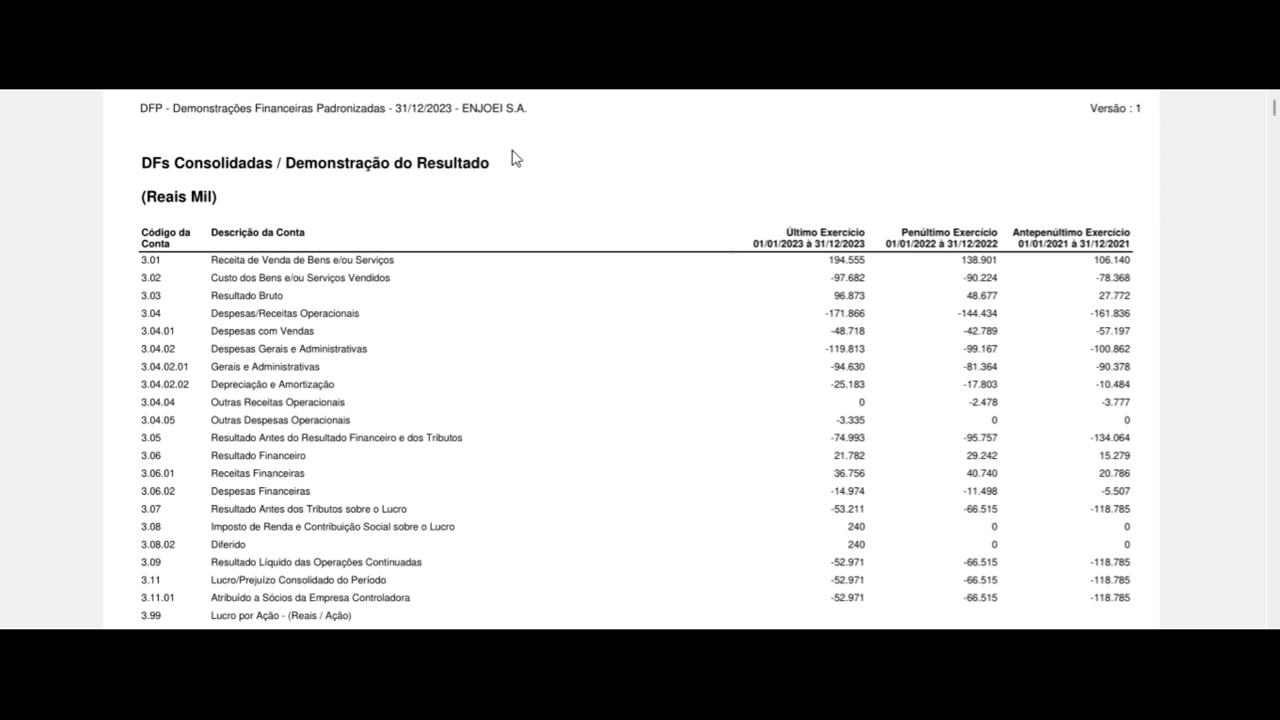 DFP - Demonstrações Financeiras Padronizadas - 31/12/2023 - ENJOEI S.A. Versão : 1
DFs Consolidadas / Demonstração do Resultado
(Reais Mil)
Código da Conta Descrição da Conta Último Exercício 01/01/2023 à 31/12/2023 Penúltimo Exercício 01/01/2022 à 31/12/2022 Antepenúltimo Exercício 01/01/2021 à 31/12/2021
3.01 Receita de Venda de Bens e/ou Serviços 194.555 138.901 106.140
3.02 Custo dos Bens e/ou Serviços Vendidos -97.682 -90.224 -78.368
3.03 Resultado Bruto 96.873 48.677 27.772
3.04 Despesas/Receitas Operacionais -171.866 -144.434 -161.836
3.04.01 Despesas com Vendas -48.718 -42.789 -57.197
3.04.02 Despesas Gerais e Administrativas -119.813 -99.167 -100.862
3.04.02.01 Gerais e Administrativas -94.630 -81.364 -90.378
3.04.02.02 Depreciação e Amortização -25.183 -17.803 -10.484
3.04.04 Outras Receitas Operacionais 0 -2.478 -3.777
3.04.05 Outras Despesas Operacionais -3.335 0 0
3.05 Resultado Antes do Resultado Financeiro e dos Tributos -74.993 -95.757 -134.064
3.06 Resultado Financeiro 21.782 29.242 15.279
3.06.01 Receitas Financeiras 36.756 40.740 20.786
3.06.02 Despesas Financeiras -14.974 -11.498 -5.507
3.07 Resultado Antes dos Tributos sobre o Lucro -53.211 -66.515 -118.785
3.08 Imposto de Renda e Contribuição Social sobre o Lucro 240 0 0
3.08.02 Diferido 240 0 0
3.09 Resultado Líquido das Operações Continuadas -52.971 -66.515 -118.785
3.11 Lucro/Prejuízo Consolidado do Período -52.971 -66.515 -118.785
3.11.01 Atribuído a Sócios da Empresa Controladora -52.971 -66.515 -118.785
3.99 Lucro por Ação - (Reais / Ação)